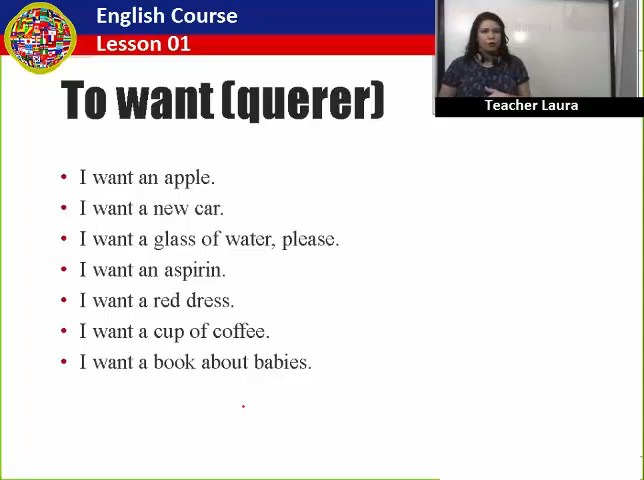 English Course
Lesson 01
Teacher Laura
To want (querer)
• I want an apple.
• I want a new car.
• I want a glass of water, please.
• I want an aspirin.
• I want a red dress.
• I want a cup of coffee.
• I want a book about babies.